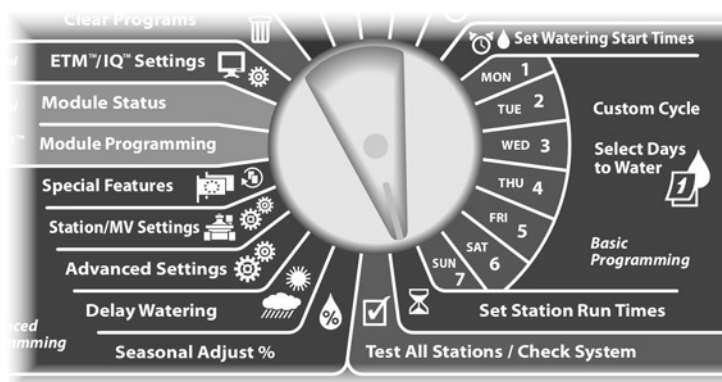 Clear Programs
ETM™/IQ™ Settings
Module Status
Module Programming
Special Features
Station/MV Settings
Advanced Settings
Delay Watering
Seasonal Adjust %
%
Test All Stations / Check System
Set Station Run Times
Set Watering Start Times
MON 1
TUE 2
WED 3
THU 4
FRI 5
SAT 6
SUN 7
Custom Cycle
Select Days
to Water
1
Basic
Programming